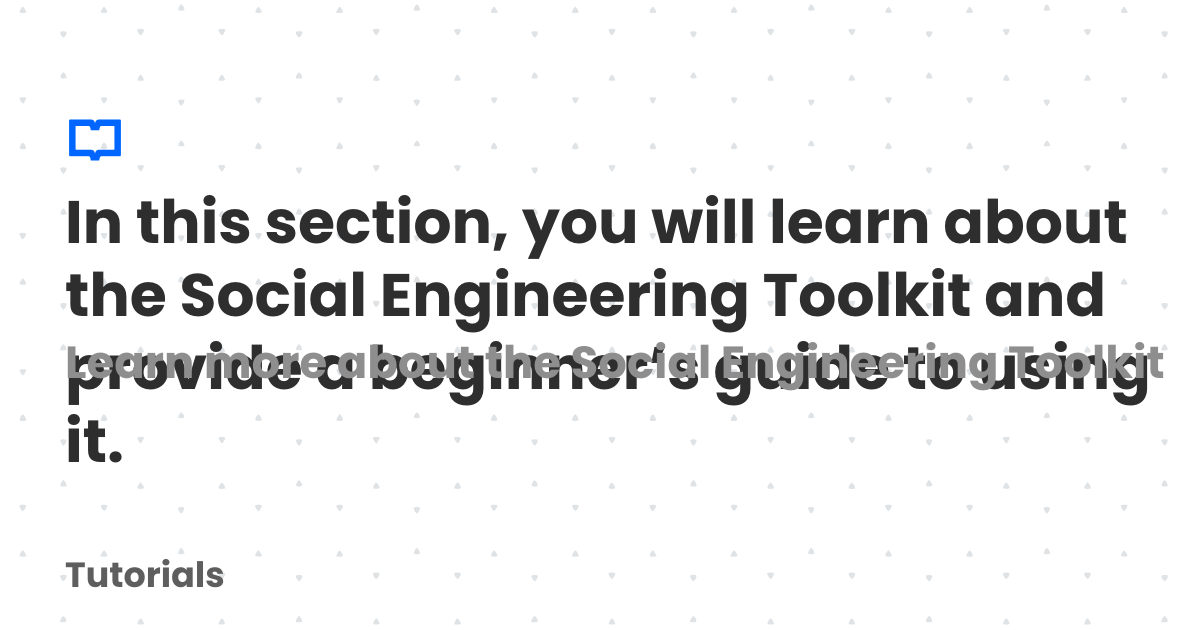 In this section, you will learn about
the Social Engineering Toolkit and
provide a beginner's guide to using
Learn more about the Social Engineering Toolkit
it.
Tutorials